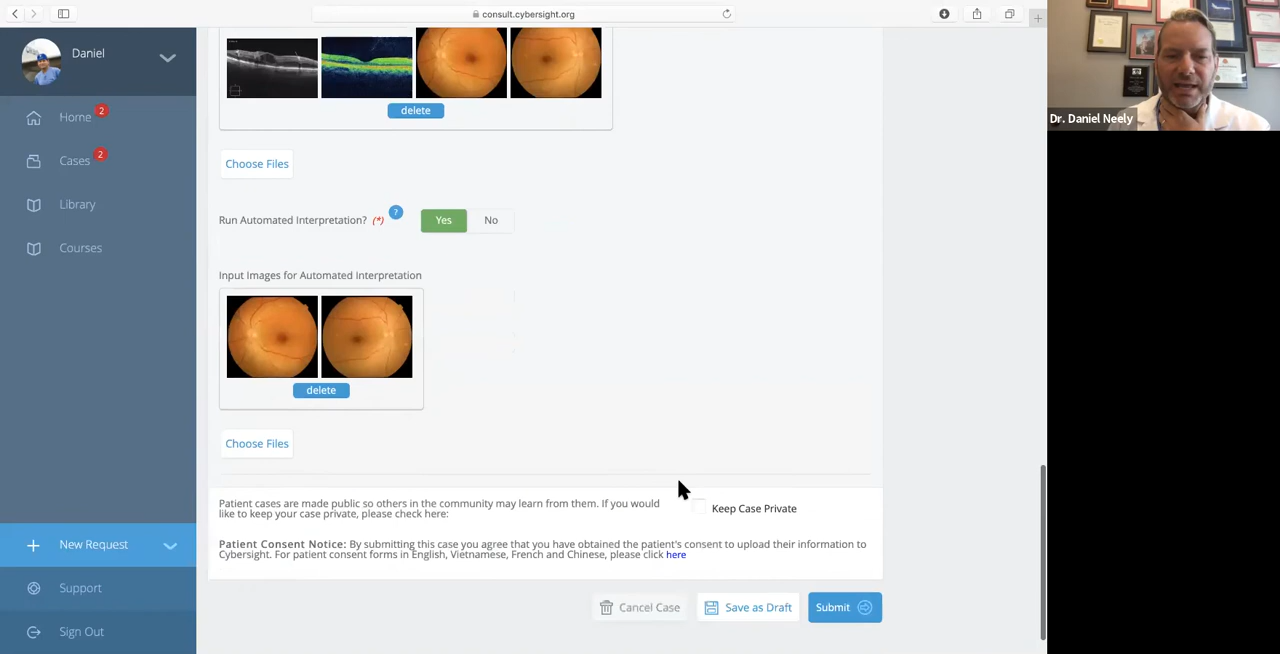 consult.cybersight.org
Daniel
Home 2
Cases 2
Library
Courses
New Request
Support
Sign Out
delete
Choose Files
Run Automated Interpretation? (*) ?
Yes No
Input Images for Automated Interpretation
delete
Choose Files
Patient cases are made public so others in the community may learn from them. If you would
like to keep your case private, please check here:
Keep Case Private
Patient Consent Notice: By submitting this case you agree that you have obtained the patient's consent to upload their information to
Cybersight. For patient consent forms in English, Vietnamese, French and Chinese, please click here
Cancel Case Save as Draft Submit
Dr. Daniel Neely